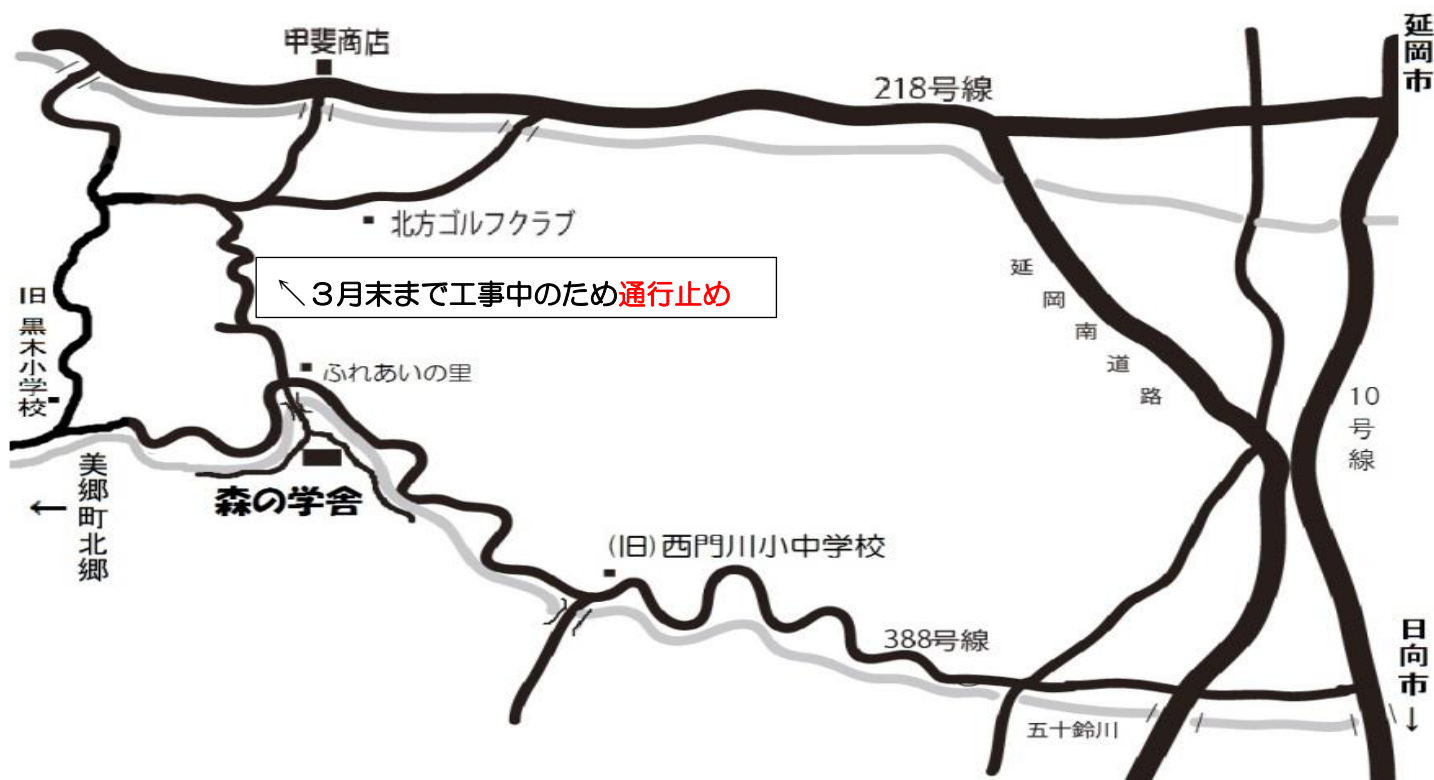 延岡市
甲斐商店
218号線
北方ゴルフクラブ
↖３月末まで工事中のため通行止め
延岡南道路
旧黒木小学校
ふれあいの里
10号線
美郷町北郷
←
森の学舎
(旧)西門川小中学校
388号線
日向市↓
五十鈴川